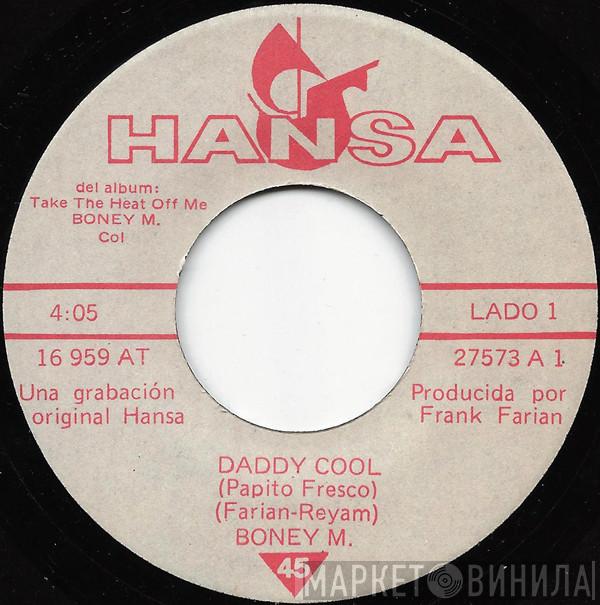 HANSA
del album:
Take The Heat Off Me
BONEY M.
Col
4:05
LADO 1
16 959 AT
27573 A 1
Una grabación
original Hansa
Producida por
Frank Farian
DADDY COOL
(Papito Fresco)
(Farian-Reyam)
BONEY M.
45
МАРКЕТ ВИНИЛА